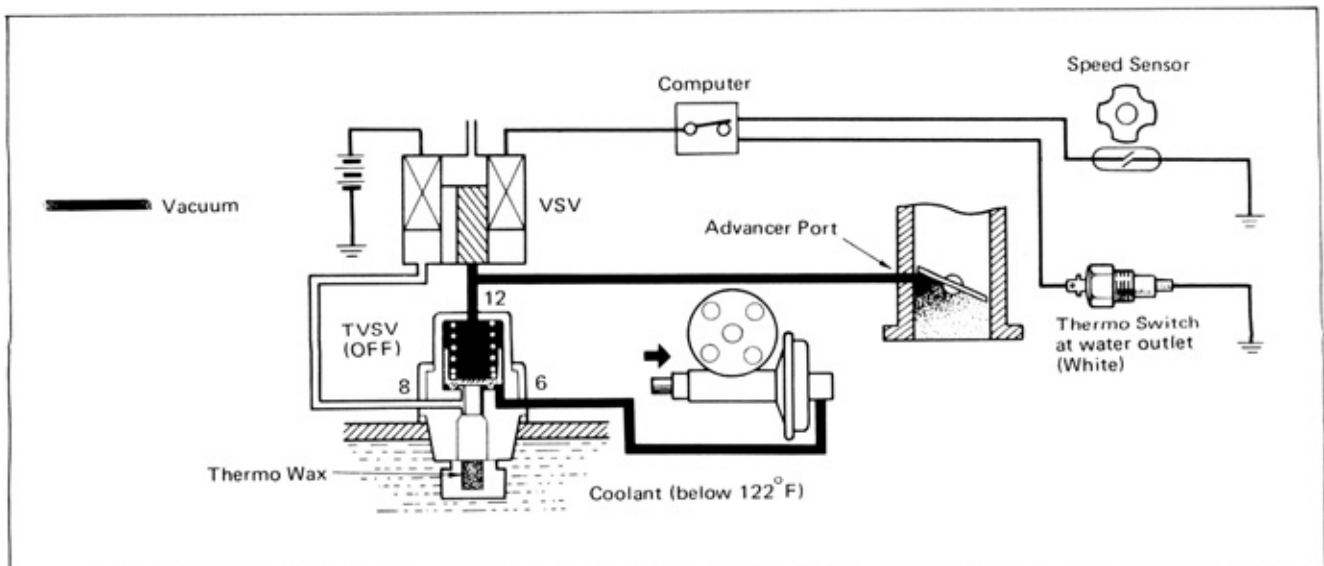 Speed Sensor
Computer
Vacuum
VSV
Advancer Port
12
TVSV
(OFF)
8
6
Thermo Switch
at water outlet
(White)
Thermo Wax
Coolant (below 122°F)